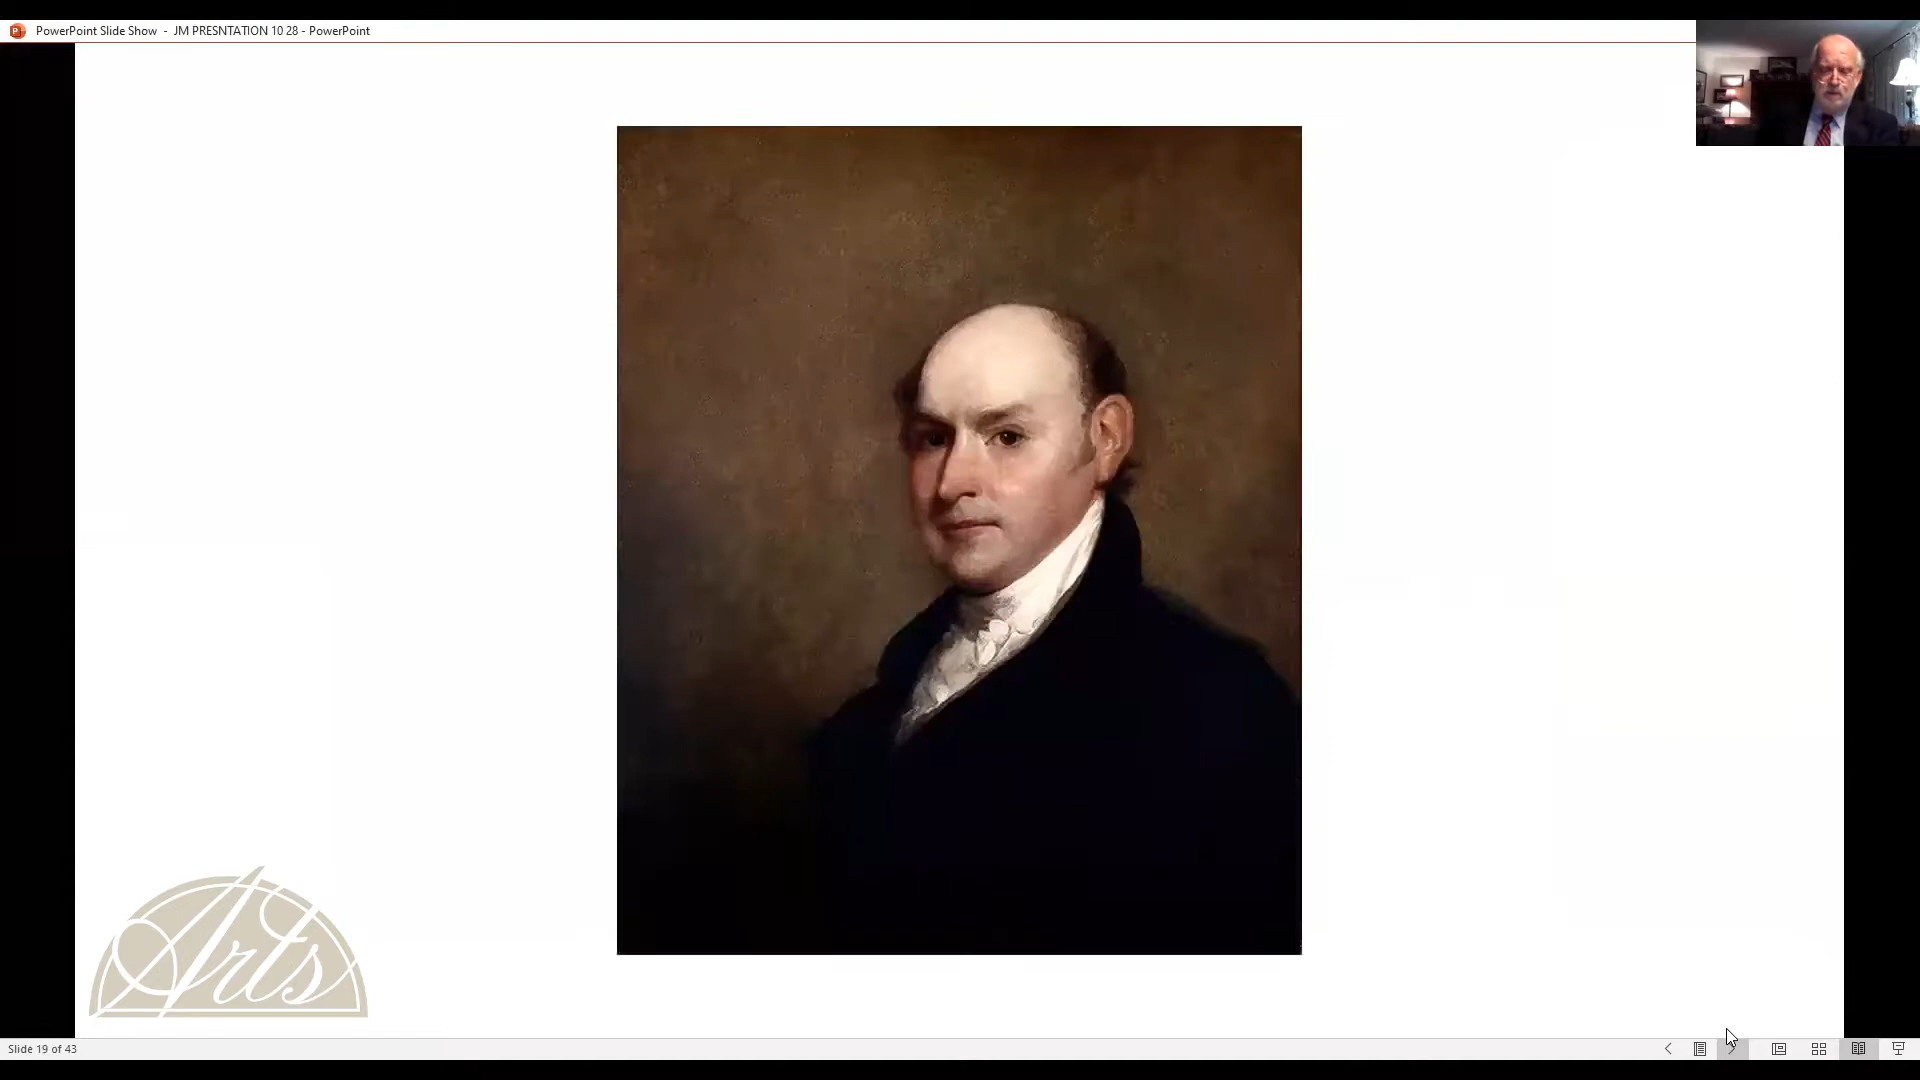 PowerPoint Slide Show - JM PRESNTATION 10 28 - PowerPoint
Arts
Slide 19 of 43